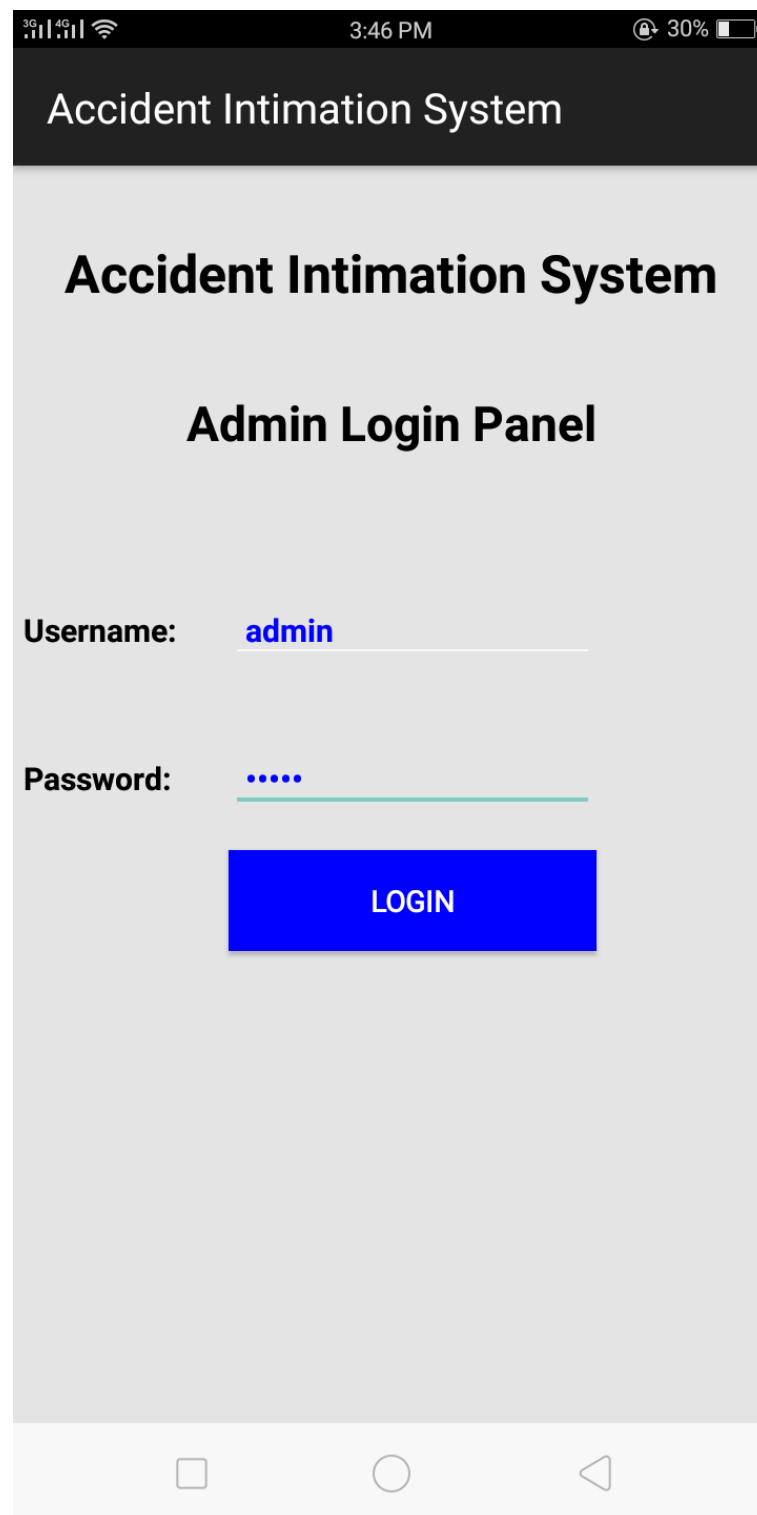 3G 4G 3:46 PM 30%
Accident Intimation System
Accident Intimation System
Admin Login Panel
Username: admin
Password: •••••
LOGIN